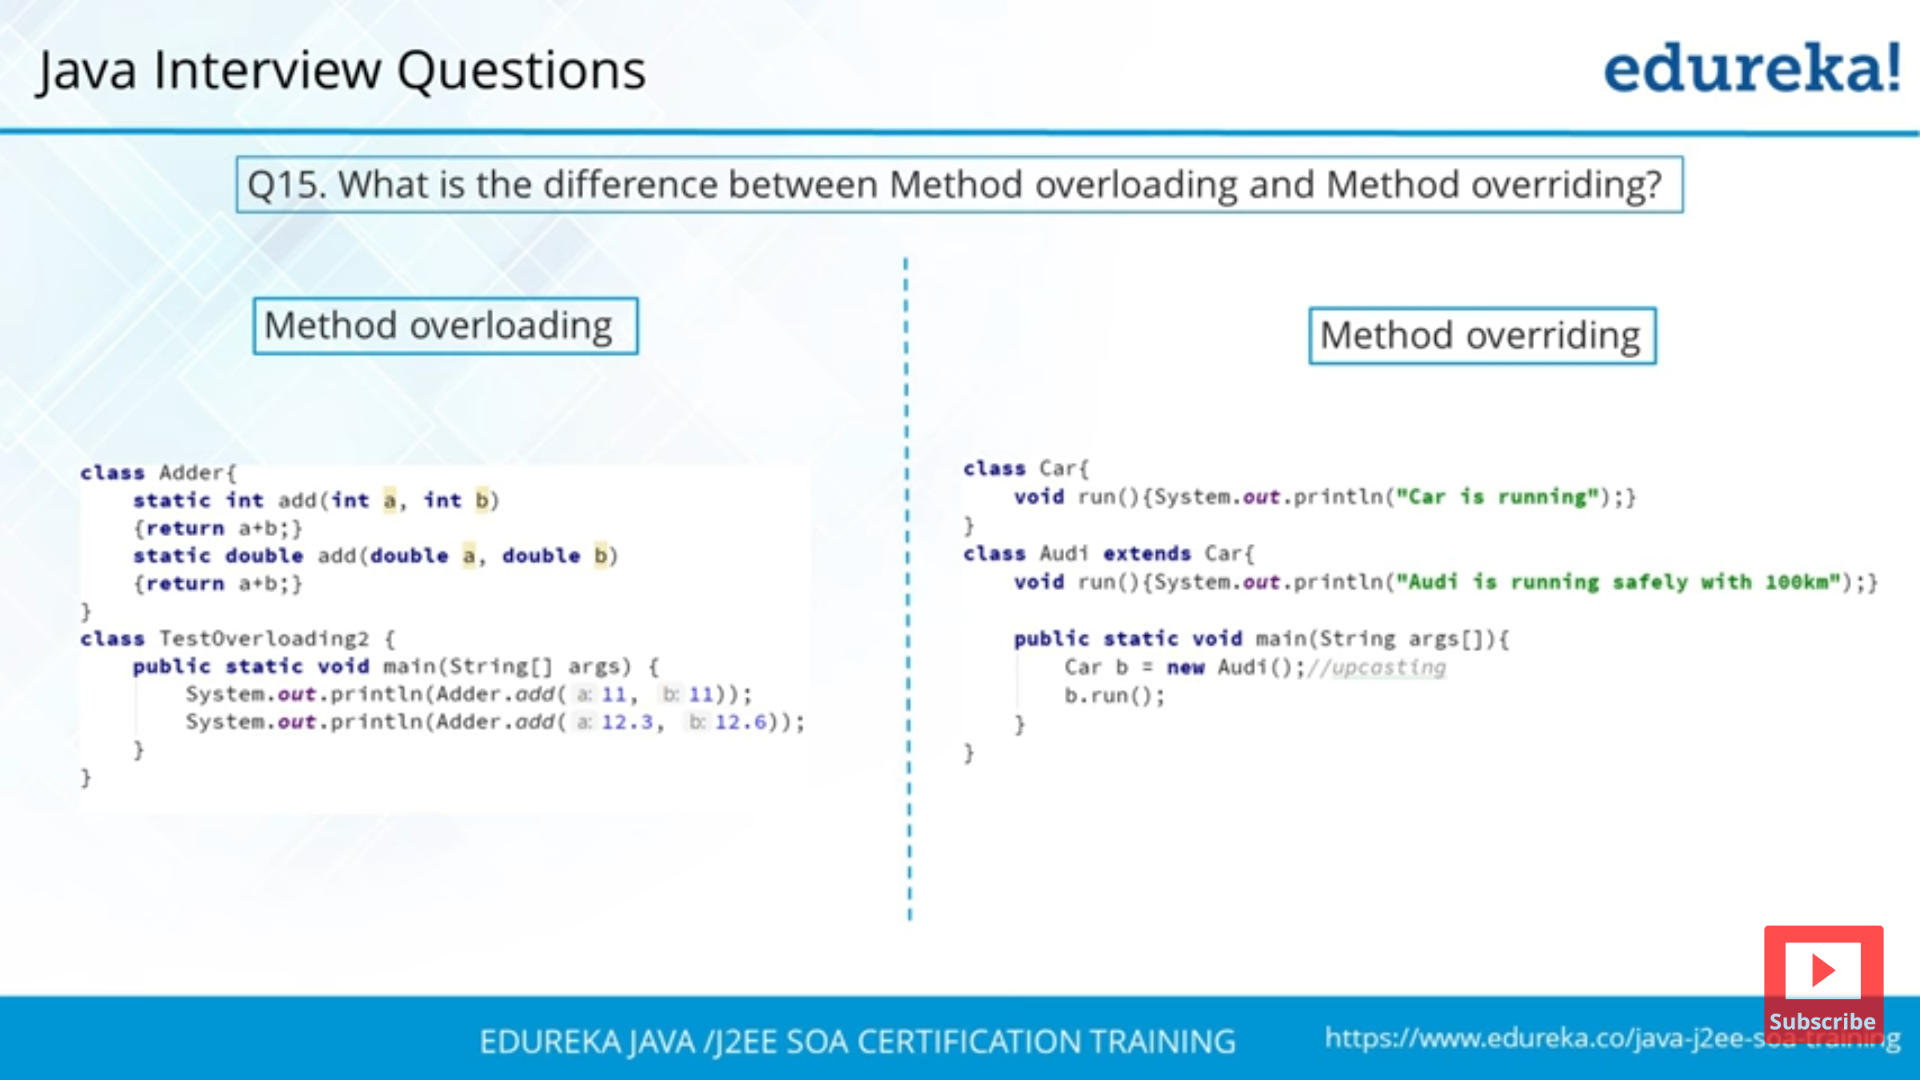 Java Interview Questions
edureka!
Q15. What is the difference between Method overloading and Method overriding?
Method overloading
class Adder{
static int add(int a, int b)
{return a+b;}
static double add(double a, double b)
{return a+b;}
}
class TestOverloading2 {
public static void main(String[] args) {
System.out.println(Adder.add( a: 11, b: 11));
System.out.println(Adder.add( a: 12.3, b: 12.6));
}
}
Method overriding
class Car{
void run(){System.out.println("Car is running");}
}
class Audi extends Car{
void run(){System.out.println("Audi is running safely with 100km");}
public static void main(String args[]){
Car b = new Audi();//upcasting
b.run();
}
}
Subscribe
EDUREKA JAVA /J2EE SOA CERTIFICATION TRAINING
https://www.edureka.co/java-j2ee-soa-training